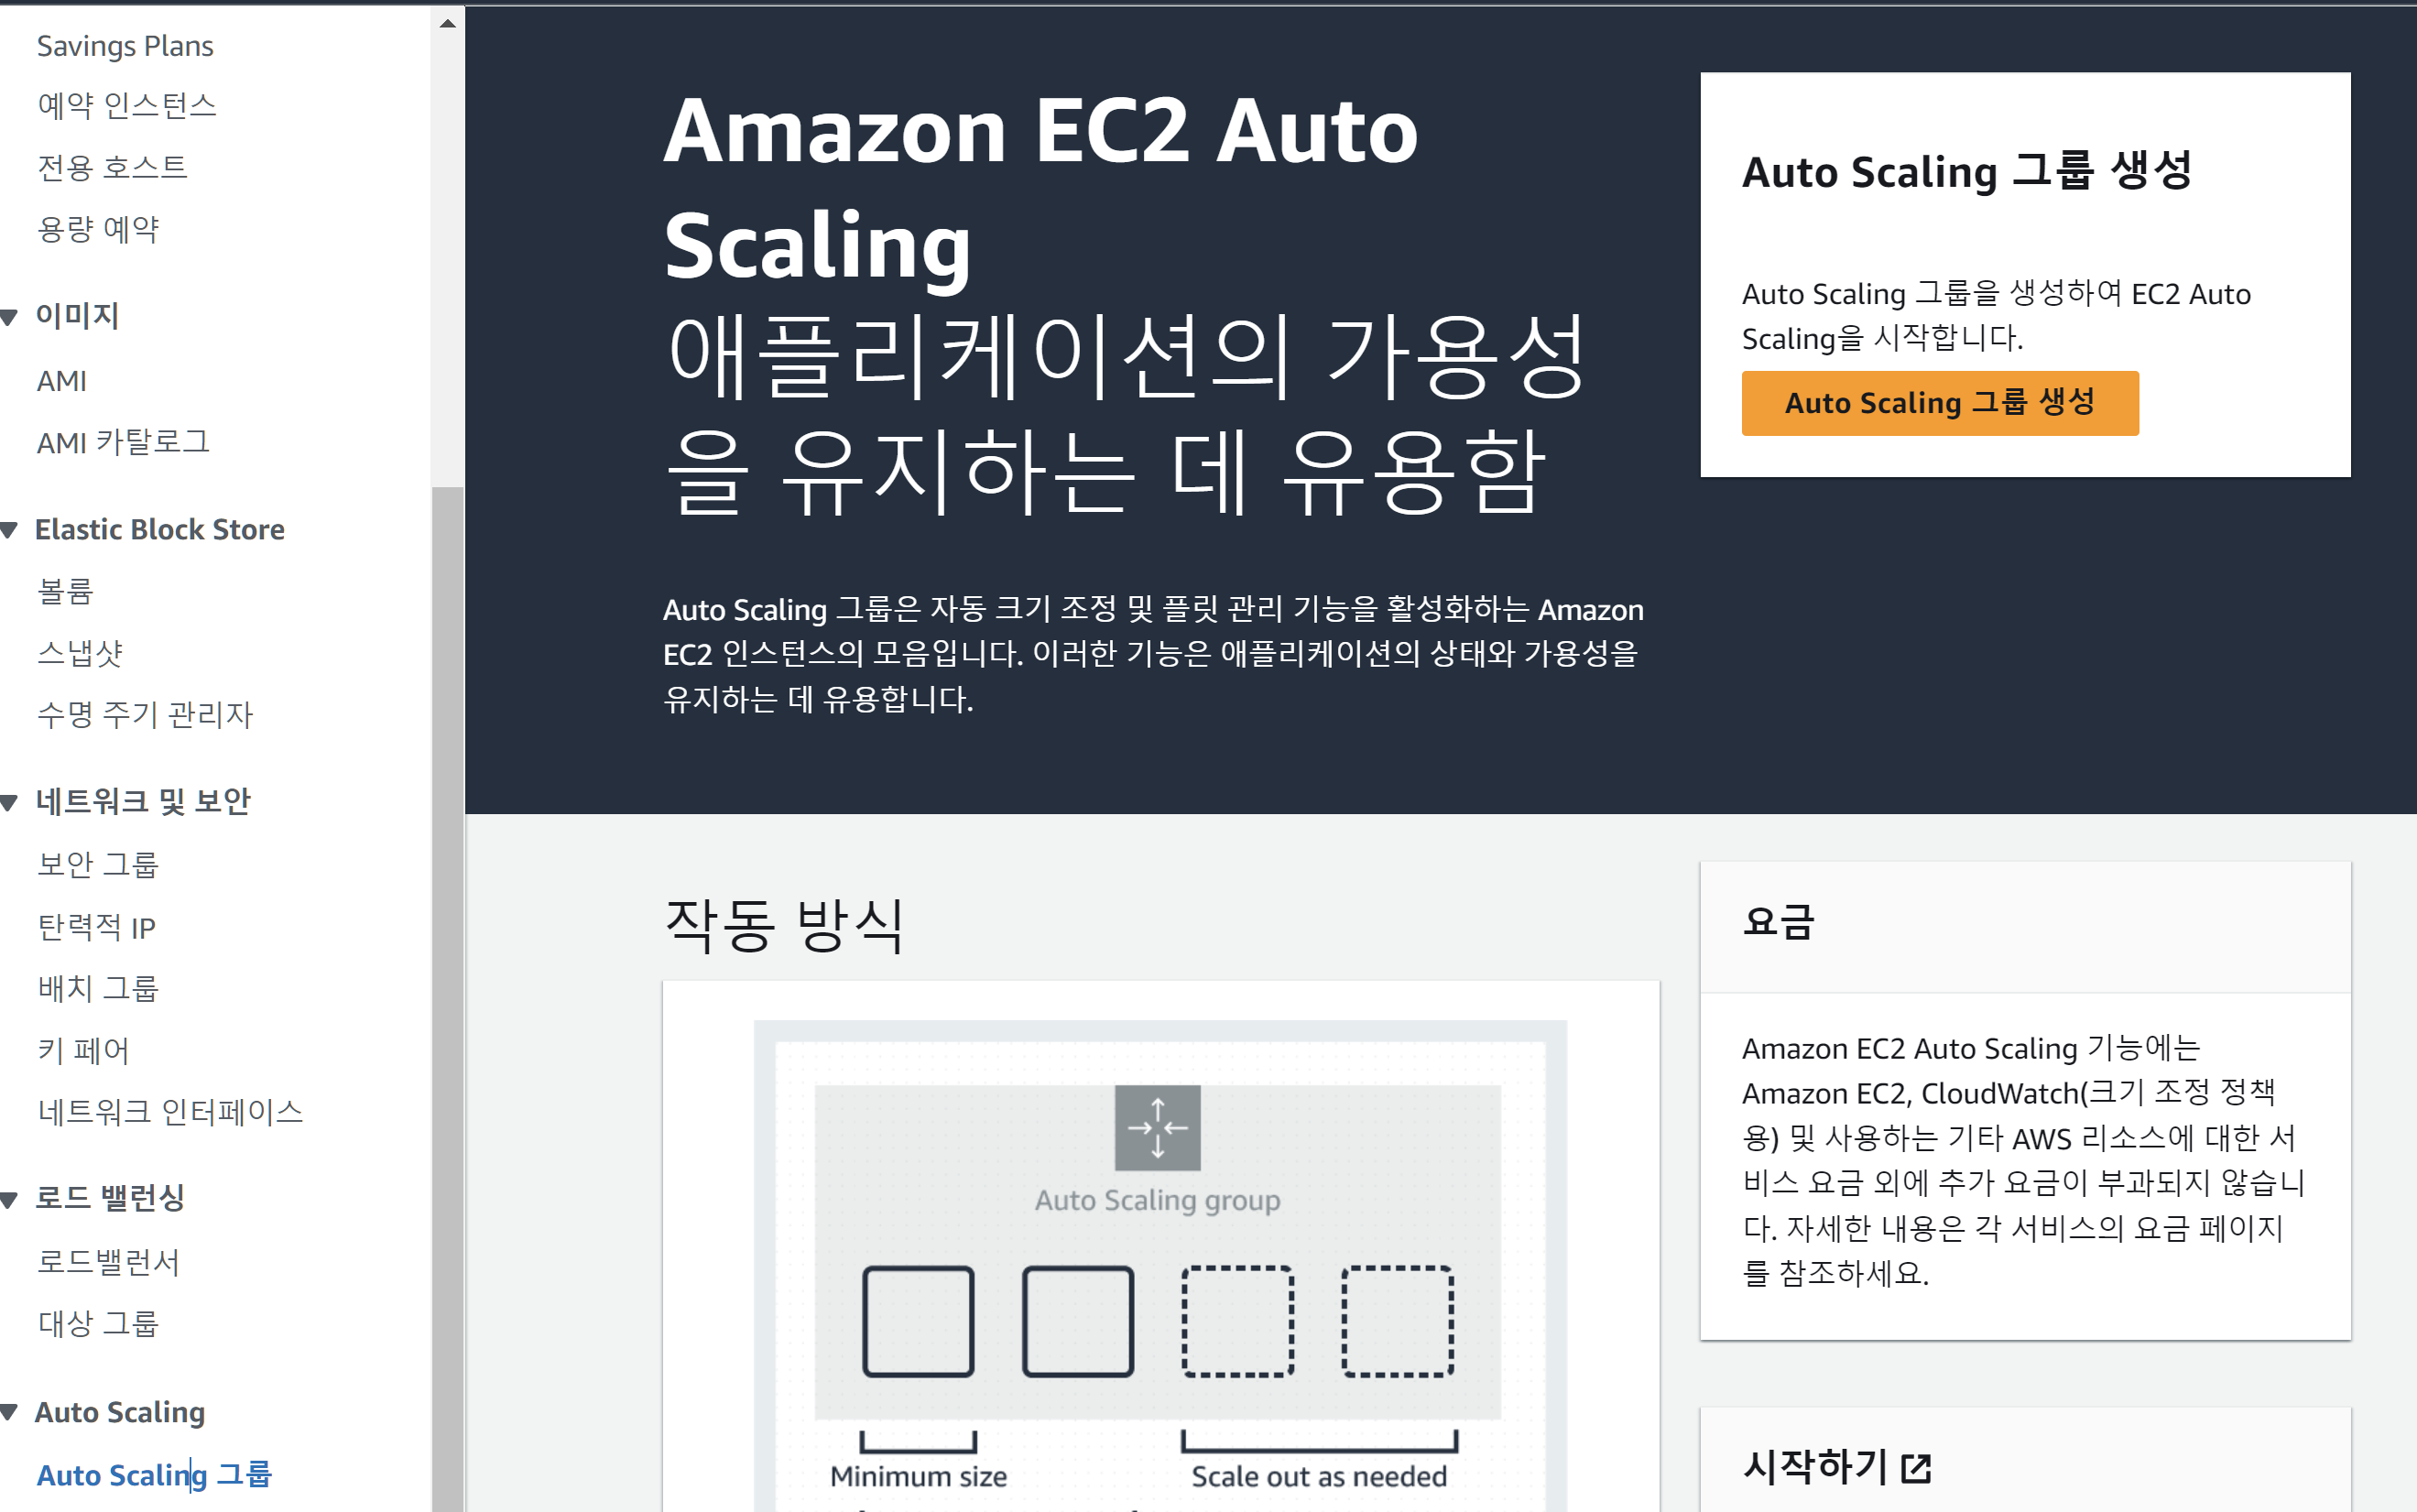 Savings Plans
예약 인스턴스
전용 호스트
용량 예약
이미지
AMI
AMI 카탈로그
Elastic Block Store
볼륨
스냅샷
수명 주기 관리자
네트워크 및 보안
보안 그룹
탄력적 IP
배치 그룹
키 페어
네트워크 인터페이스
로드 밸런싱
로드밸런서
대상 그룹
Auto Scaling
Auto Scaling 그룹
Amazon EC2 Auto
Scaling
애플리케이션의 가용성
을 유지하는 데 유용함
Auto Scaling 그룹은 자동 크기 조정 및 플릿 관리 기능을 활성화하는 Amazon
EC2 인스턴스의 모음입니다. 이러한 기능은 애플리케이션의 상태와 가용성을
유지하는 데 유용합니다.
Auto Scaling 그룹 생성
Auto Scaling 그룹을 생성하여 EC2 Auto
Scaling을 시작합니다.
Auto Scaling 그룹 생성
작동 방식
Auto Scaling group
Minimum size
Scale out as needed
요금
Amazon EC2 Auto Scaling 기능에는
Amazon EC2, CloudWatch(크기 조정 정책
용) 및 사용하는 기타 AWS 리소스에 대한 서
비스 요금 외에 추가 요금이 부과되지 않습니
다. 자세한 내용은 각 서비스의 요금 페이지
를 참조하세요.
시작하기